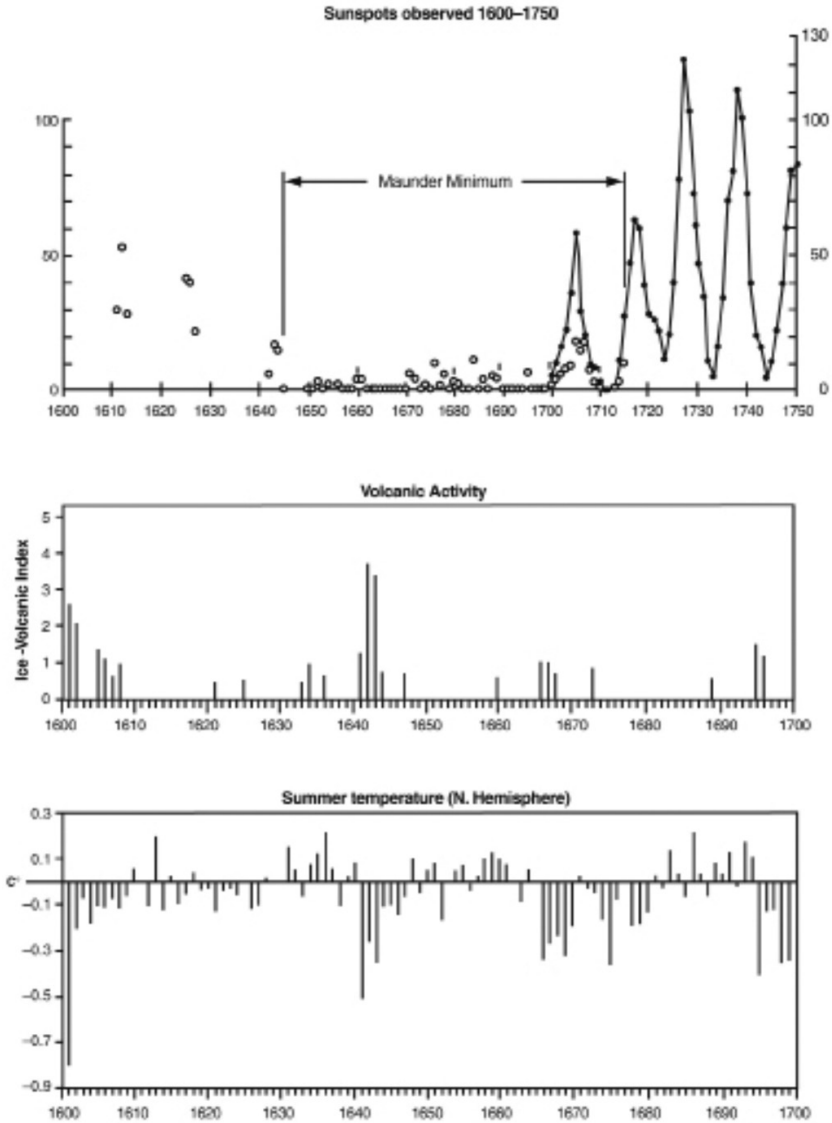 Sunspots observed 1600–1750
130
100 100
50 50
Maunder Minimum
0 0
1600 1610 1620 1630 1640 1650 1660 1670 1680 1690 1700 1710 1720 1730 1740 1750
Volcanic Activity
Ice -Volcanic Index
5
4
3
2
1
0
1600 1610 1620 1630 1640 1650 1660 1670 1680 1690 1700
Summer temperature (N. Hemisphere)
0.3
0.1
−0.1
−0.3
−0.5
−0.7
−0.9
1600 1610 1620 1630 1640 1650 1660 1670 1680 1690 1700